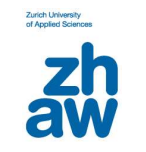 Zurich University
of Applied Sciences
zh
aw